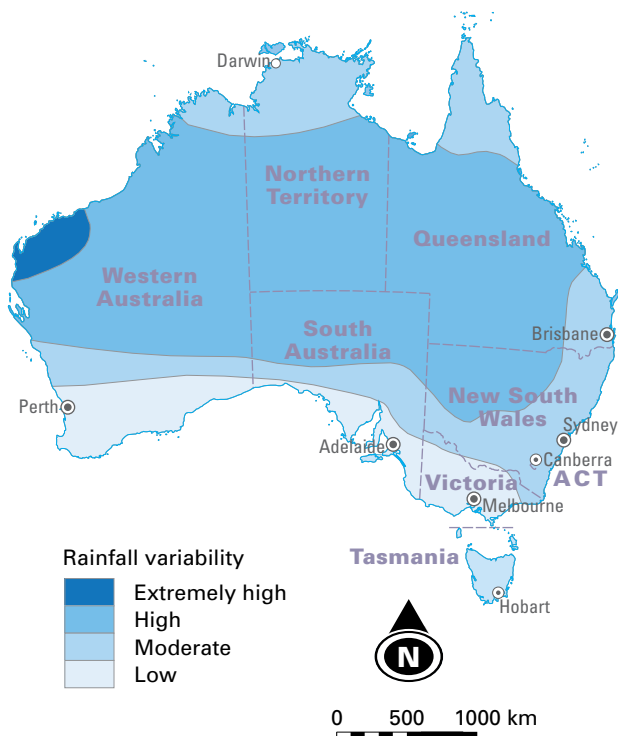 Darwin
Northern
Territory
Queensland
Western
Australia
South
Australia
Brisbane
New South
Wales
Perth
Sydney
Adelaide
Canberra
Victoria
ACT
Melbourne
Tasmania
Rainfall variability
Extremely high
High
Moderate
Low
Hobart
N
0 500 1000 km